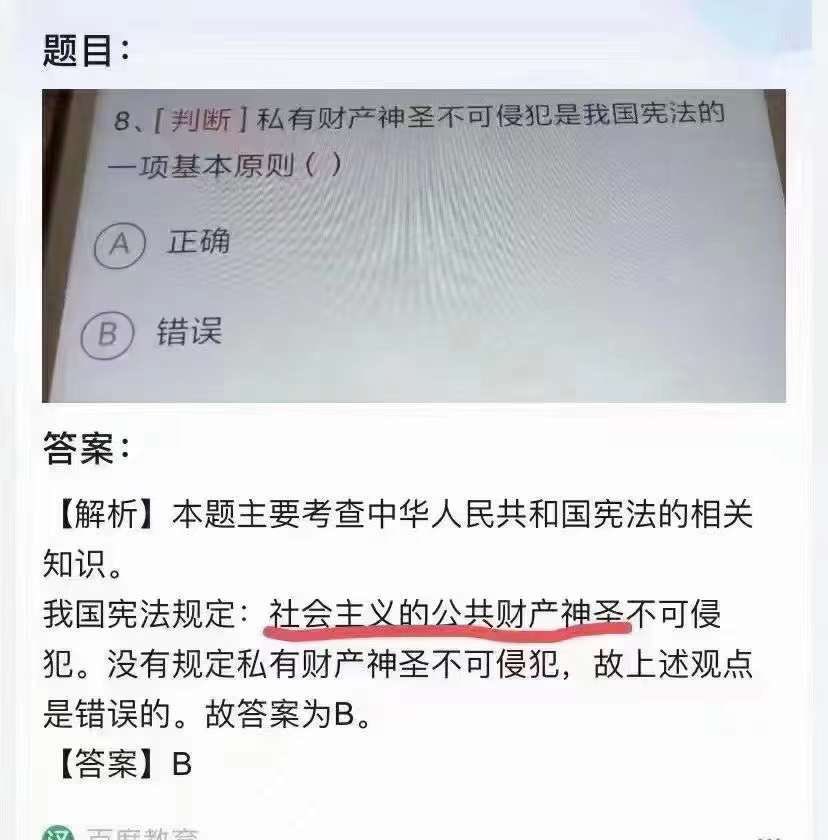 题目：
8、[判断]私有财产神圣不可侵犯是我国宪法的
一项基本原则（ ）
A 正确
B 错误
答案：
【解析】本题主要考查中华人民共和国宪法的相关
知识。
我国宪法规定：社会主义的公共财产神圣不可侵
犯。没有规定私有财产神圣不可侵犯，故上述观点
是错误的。故答案为B。
【答案】B
汉 百度教育